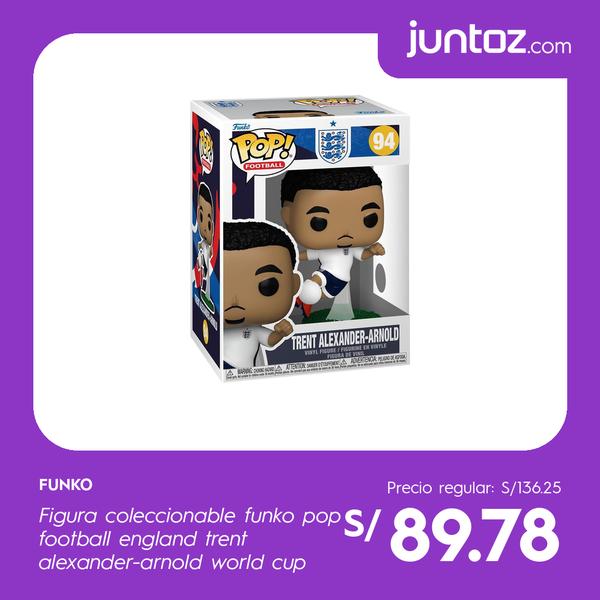 juntoz.com
Funko
POP!
FOOTBALL
94
TRENT ALEXANDER-ARNOLD
VINYL FIGURE / FIGURINE EN VINYLE
FIGURA DE VINIL
FUNKO
Precio regular: S/136.25
Figura coleccionable funko pop
football england trent
alexander-arnold world cup
S/ 89.78